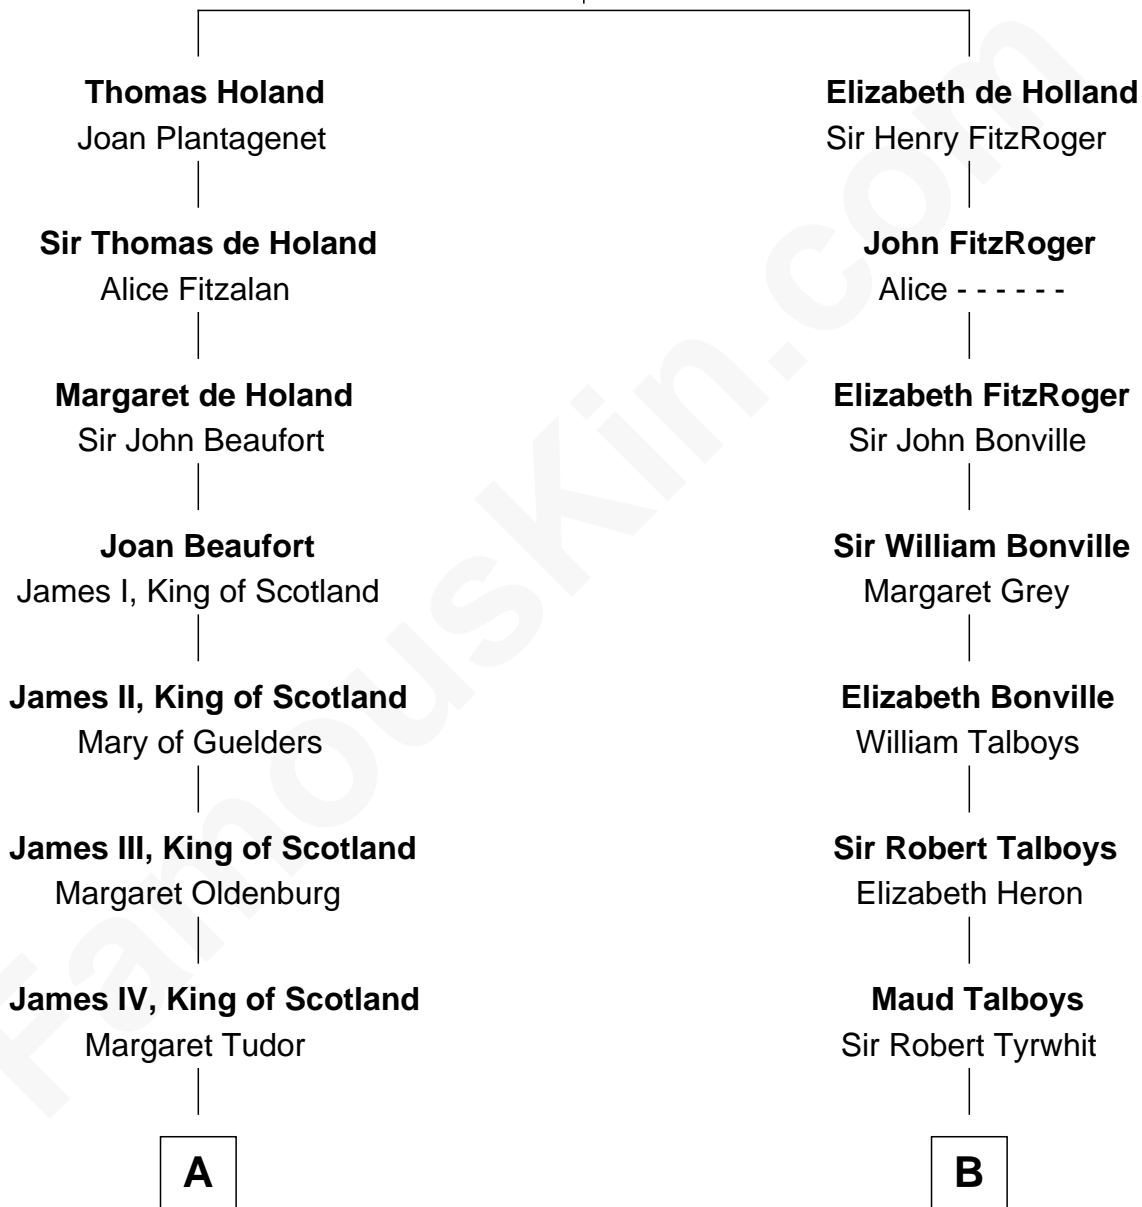 Thomas Holand
Joan Plantagenet
Sir Thomas de Holand
Alice Fitzalan
Margaret de Holand
Sir John Beaufort
Joan Beaufort
James I, King of Scotland
James II, King of Scotland
Mary of Guelders
James III, King of Scotland
Margaret Oldenburg
James IV, King of Scotland
Margaret Tudor
A
Elizabeth de Holland
Sir Henry FitzRoger
John FitzRoger
Alice - - - - - -
Elizabeth FitzRoger
Sir John Bonville
Sir William Bonville
Margaret Grey
Elizabeth Bonville
William Talboys
Sir Robert Talboys
Elizabeth Heron
Maud Talboys
Sir Robert Tyrwhit
B
FamousKin.com